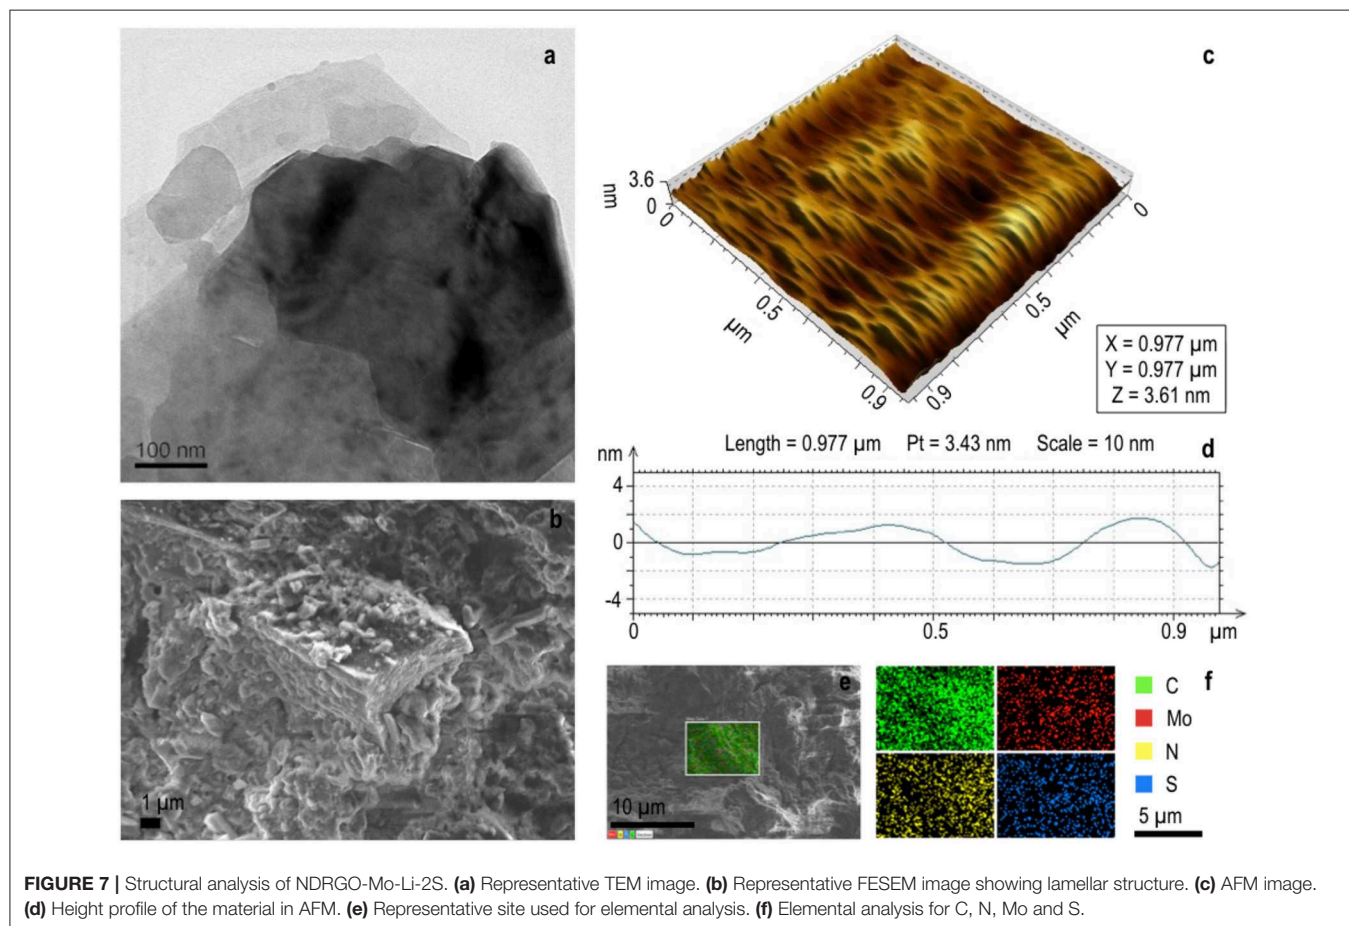 a
100 nm
b
1 µm
c
3.6
nm
0
0
0.5
µm
0.9
0.9
0.5
µm
0
X = 0.977 µm
Y = 0.977 µm
Z = 3.61 nm
Length = 0.977 µm Pt = 3.43 nm Scale = 10 nm
d
nm
4
0
-4
0
0.5
0.9
µm
e
10 µm
f
C
Mo
N
S
5 µm
FIGURE 7 | Structural analysis of NDRGO-Mo-Li-2S. (a) Representative TEM image. (b) Representative FESEM image showing lamellar structure. (c) AFM image.
(d) Height profile of the material in AFM. (e) Representative site used for elemental analysis. (f) Elemental analysis for C, N, Mo and S.